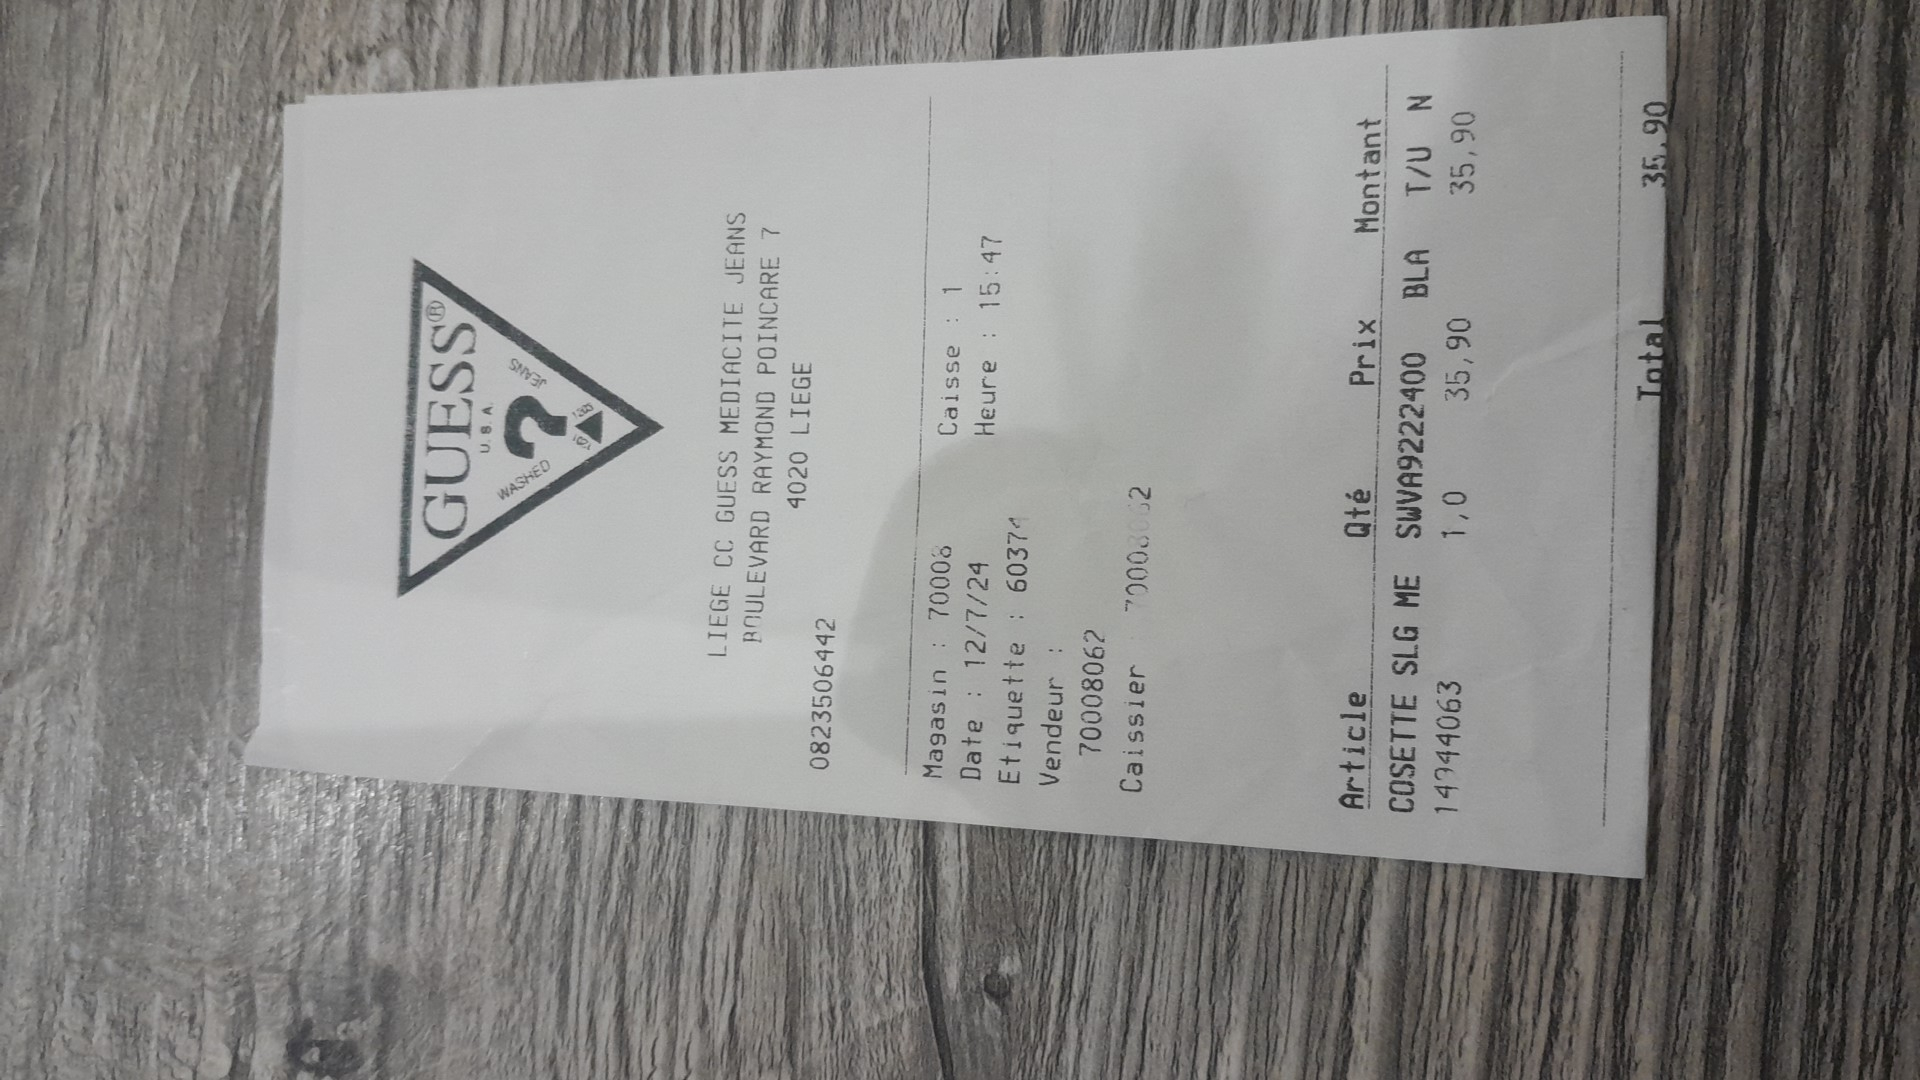 GUESS®
U.S.A.
WASHED JEANS
?
LIEGE CC GUESS MEDIACITE JEANS
BOULEVARD RAYMOND POINCARE 7
4020 LIEGE
0823506442
Magasin : 70008 Caisse : 1
Date : 12/7/24 Heure : 15:47
Etiquette : 60374
Vendeur :
70008062
Caissier : 70008062
Article Qté Prix Montant
COSETTE SLG ME SWVA9222400 BLA T/U N
1,0 35,90 35,90
Total 35,90